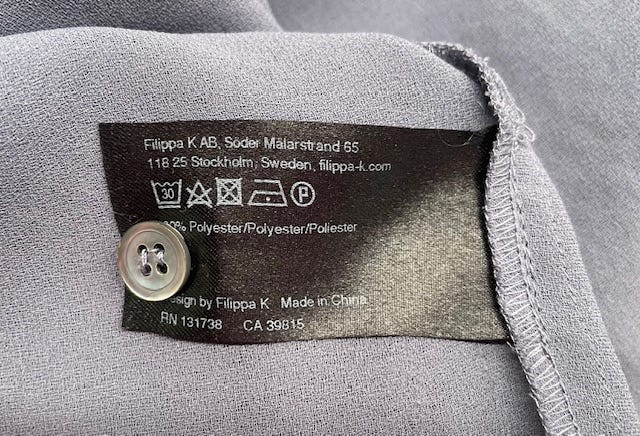 Filippa K AB, Söder Mälarstrand 65
118 25 Stockholm, Sweden, filippa-k.com
30 P
% Polyester/Polyester/Poliester
by Filippa K Made in China
RN 131738 CA 39815